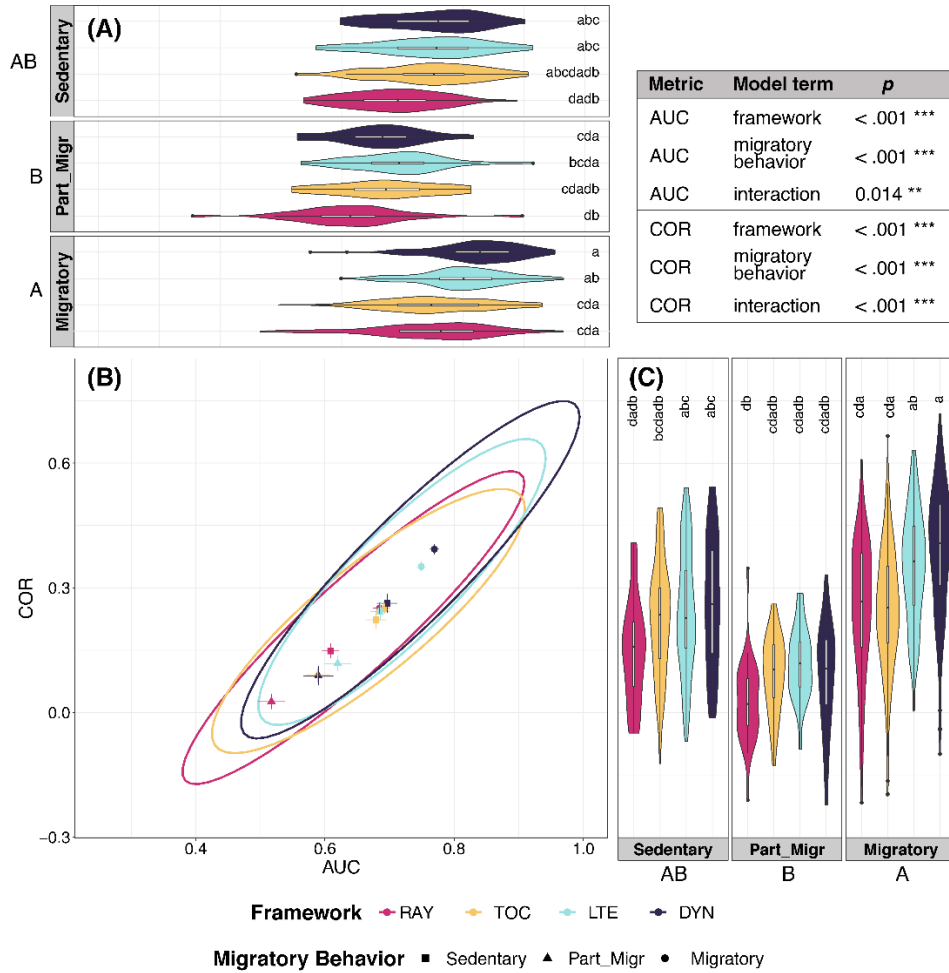 (A)
AB
Sedentary
abc
abc
abcdadb
dadb
B
Part_Migr
cda
bcda
cdadb
db
A
Migratory
a
ab
cda
cda
Metric Model term p
AUC framework < .001 ***
AUC migratory behavior < .001 ***
AUC interaction 0.014 **
COR framework < .001 ***
COR migratory behavior < .001 ***
COR interaction < .001 ***
(B)
COR
0.6
0.3
0.0
−0.3
0.4 0.6 0.8 1.0
AUC
(C)
dadb bcdadb abc abc
db cdadb cdadb cdadb
cda cda ab a
Sedentary Part_Migr Migratory
AB B A
Framework RAY TOC LTE DYN
Migratory Behavior Sedentary Part_Migr Migratory